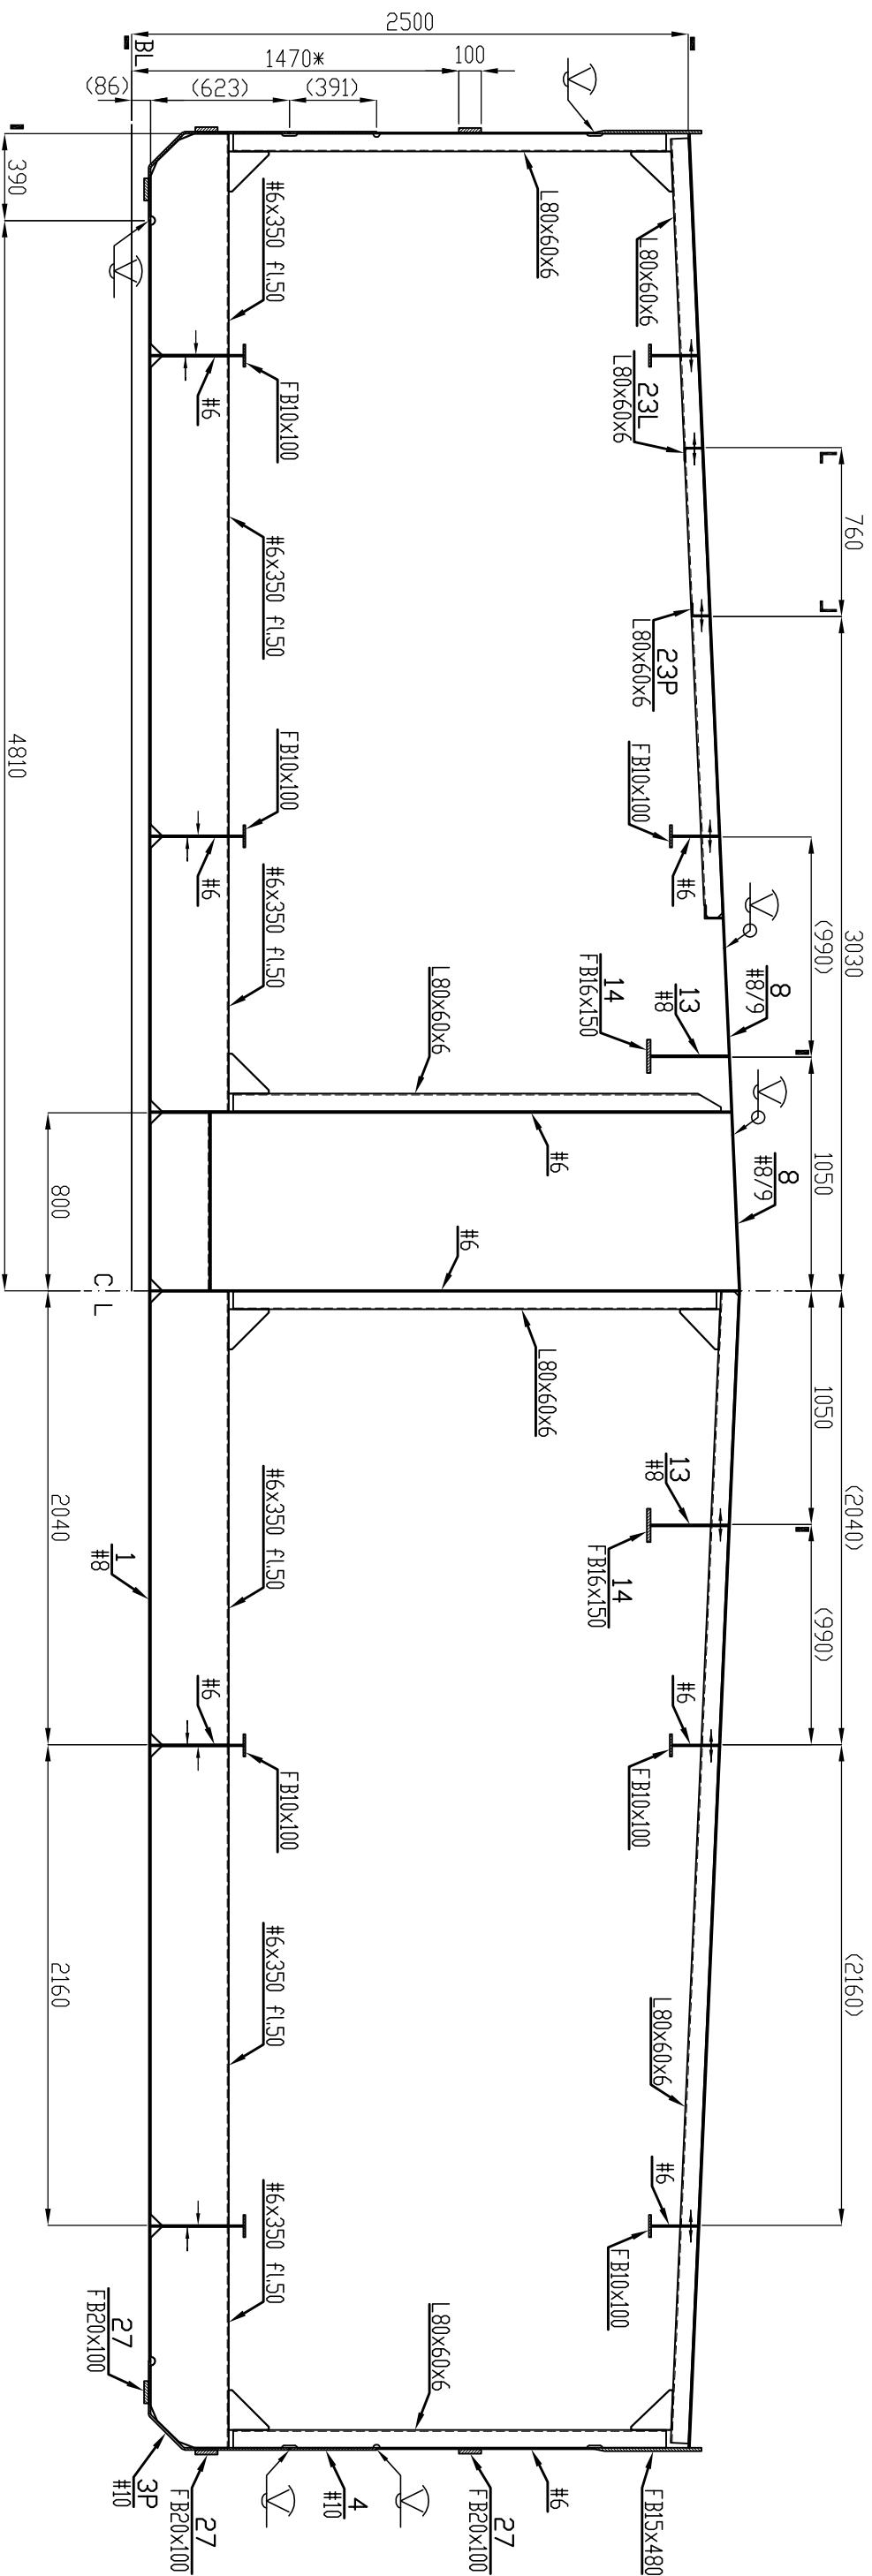 760
3030
(2040)
(2160)
(990)
1050
1050
(990)
2500
1470*
100
(86)
(623)
(391)
BL
L80x60x6
L80x60x6
23L
L80x60x6
23P
L80x60x6
FB10x100
#6
14
FB16x150
13
#8
8
#8/9
8
#8/9
13
#8
14
FB16x150
#6
FB10x100
L80x60x6
#6
FB10x100
FB15x480
#6x350 fl.50
FB10x100
#6
#6x350 fl.50
FB10x100
#6
#6x350 fl.50
L80x60x6
#6
#6
L80x60x6
#6x350 fl.50
#6
FB10x100
#6x350 fl.50
#6x350 fl.50
L80x60x6
#6
27
FB20x100
4
#10
27
FB20x100
3P
#10
27
FB20x100
1
#8
C L
390
4810
800
2040
2160